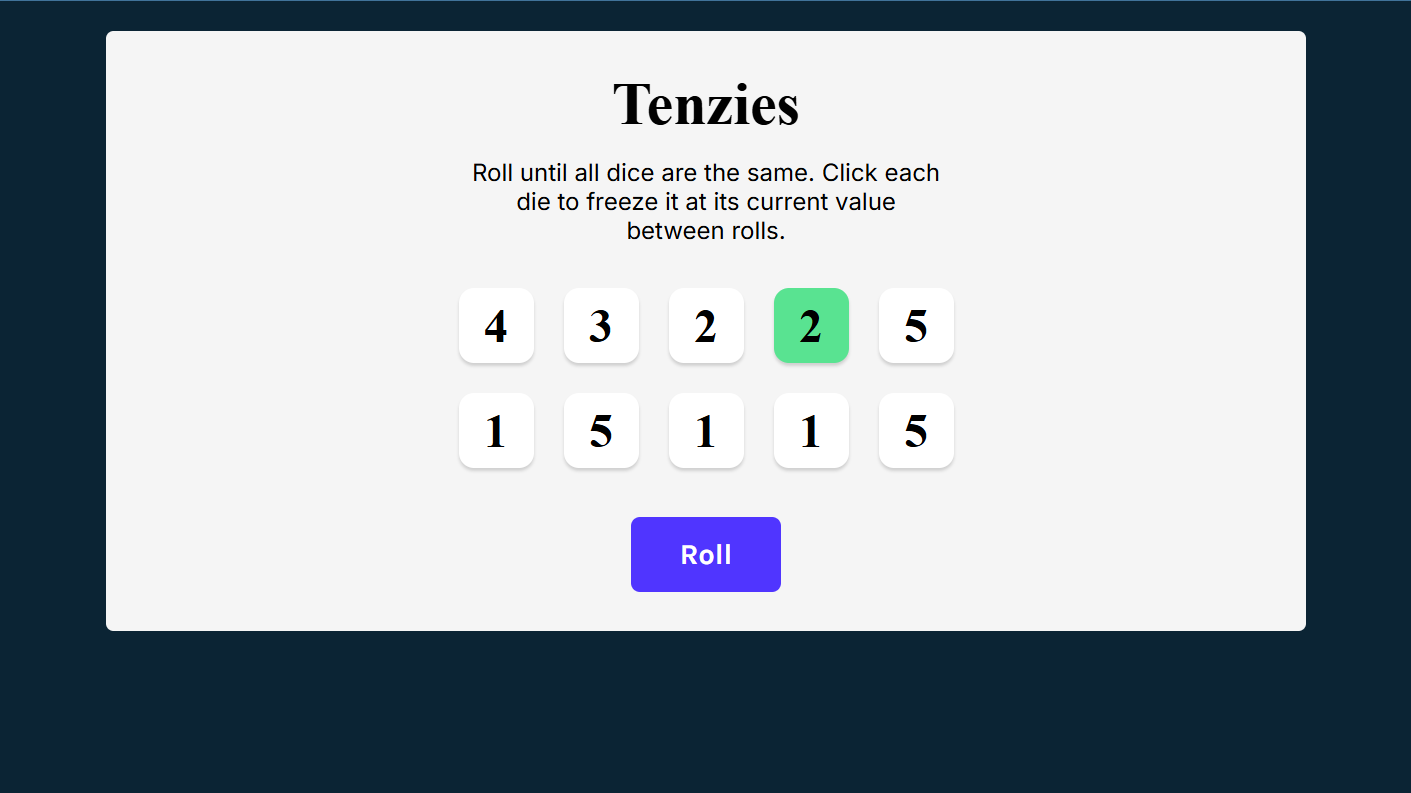 Tenzies
Roll until all dice are the same. Click each
die to freeze it at its current value
between rolls.
4 3 2 2 5
1 5 1 1 5
Roll